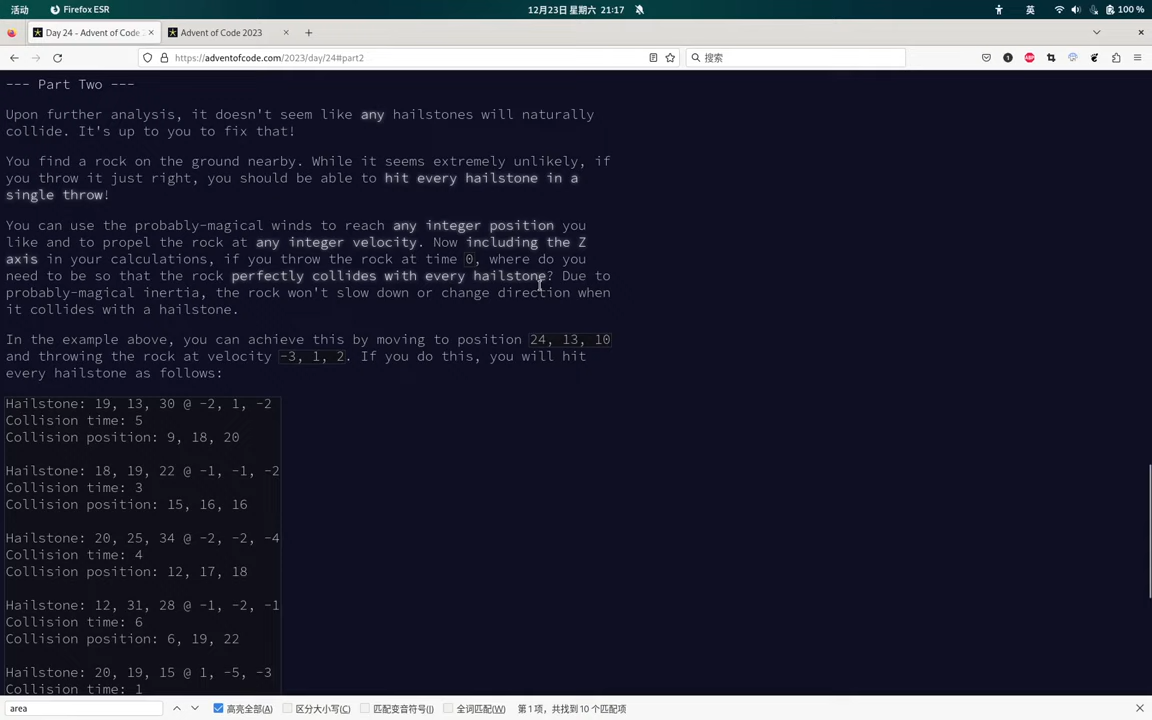 活动 Firefox ESR 12月23日星期六 21:17 英 100 %
Day 24 - Advent of Code 2 Advent of Code 2023
https://adventofcode.com/2023/day/24#part2 搜索
--- Part Two ---
Upon further analysis, it doesn't seem like any hailstones will naturally
collide. It's up to you to fix that!
You find a rock on the ground nearby. While it seems extremely unlikely, if
you throw it just right, you should be able to hit every hailstone in a
single throw!
You can use the probably-magical winds to reach any integer position you
like and to propel the rock at any integer velocity. Now including the Z
axis in your calculations, if you throw the rock at time 0, where do you
need to be so that the rock perfectly collides with every hailstone? Due to
probably-magical inertia, the rock won't slow down or change direction when
it collides with a hailstone.
In the example above, you can achieve this by moving to position 24, 13, 10
and throwing the rock at velocity -3, 1, 2. If you do this, you will hit
every hailstone as follows:
Hailstone: 19, 13, 30 @ -2, 1, -2
Collision time: 5
Collision position: 9, 18, 20
Hailstone: 18, 19, 22 @ -1, -1, -2
Collision time: 3
Collision position: 15, 16, 16
Hailstone: 20, 25, 34 @ -2, -2, -4
Collision time: 4
Collision position: 12, 17, 18
Hailstone: 12, 31, 28 @ -1, -2, -1
Collision time: 6
Collision position: 6, 19, 22
Hailstone: 20, 19, 15 @ 1, -5, -3
Collision time: 1
area 高亮全部(A) 区分大小写(C) 匹配变音符号(I) 全词匹配(W) 第1项，共找到10个匹配项